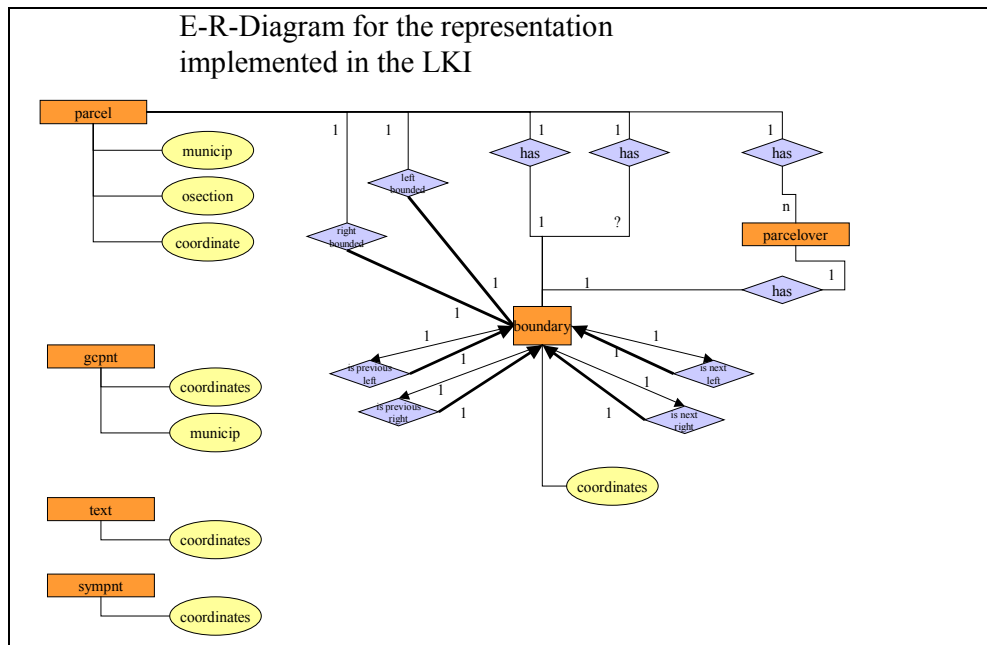 E-R-Diagram for the representation
implemented in the LKI
parcel
municip
osection
coordinate
1
1
1
1
1
left
bounded
right
bounded
has
has
has
n
1
?
parcelover
1
1
1
1
has
boundary
1
is previous
left
1
1
is previous
right
1
1
1
is next
left
1
1
is next
right
coordinates
gcpnt
coordinates
municip
text
coordinates
sympnt
coordinates